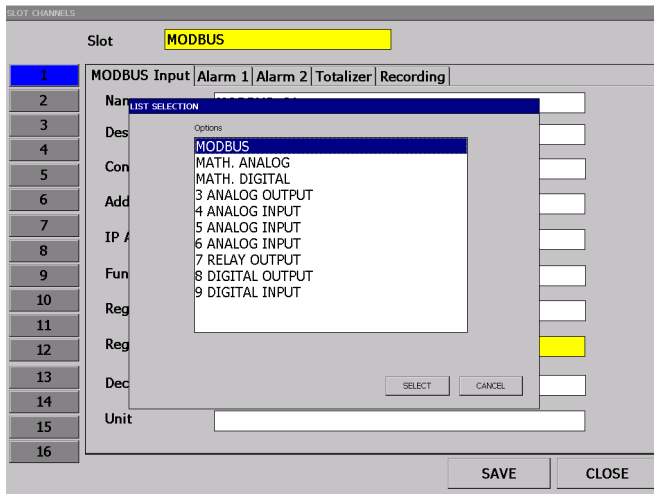 SLOT CHANNELS
Slot MODBUS
1 MODBUS Input Alarm 1 Alarm 2 Totalizer Recording
2
LIST SELECTION
Options
3 Des
MODBUS
4
MATH. ANALOG
5 Con
MATH. DIGITAL
6 Add
3 ANALOG OUTPUT
4 ANALOG INPUT
7
5 ANALOG INPUT
8 IP
6 ANALOG INPUT
7 RELAY OUTPUT
9 Fun
8 DIGITAL OUTPUT
9 DIGITAL INPUT
10
11 Reg
12 Reg
13 Dec
SELECT CANCEL
14
15 Unit
16
SAVE CLOSE